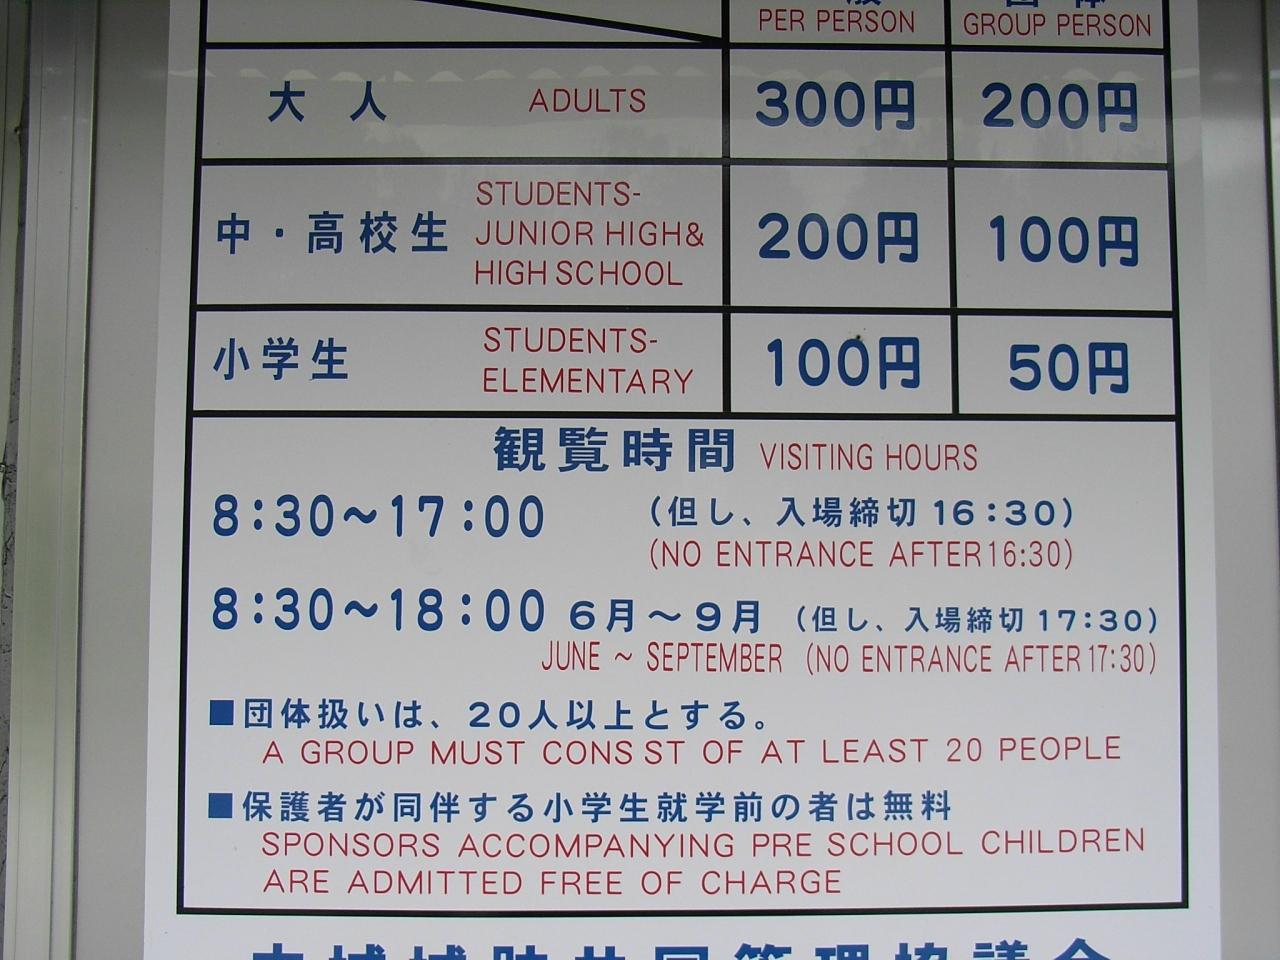 PER PERSON GROUP PERSON
大人 ADULTS 300円 200円
中・高校生 STUDENTS-
JUNIOR HIGH&
HIGH SCHOOL 200円 100円
小学生 STUDENTS-
ELEMENTARY 100円 50円
観覧時間 VISITING HOURS
8:30~17:00 (但し、入場締切 16:30)
(NO ENTRANCE AFTER 16:30)
8:30~18:00 6月~9月 (但し、入場締切 17:30)
JUNE ~ SEPTEMBER (NO ENTRANCE AFTER 17:30)
■団体扱いは、20人以上とする。
A GROUP MUST CONS ST OF AT LEAST 20 PEOPLE
■保護者が同伴する小学生就学前の者は無料
SPONSORS ACCOMPANYING PRE SCHOOL CHILDREN
ARE ADMITTED FREE OF CHARGE